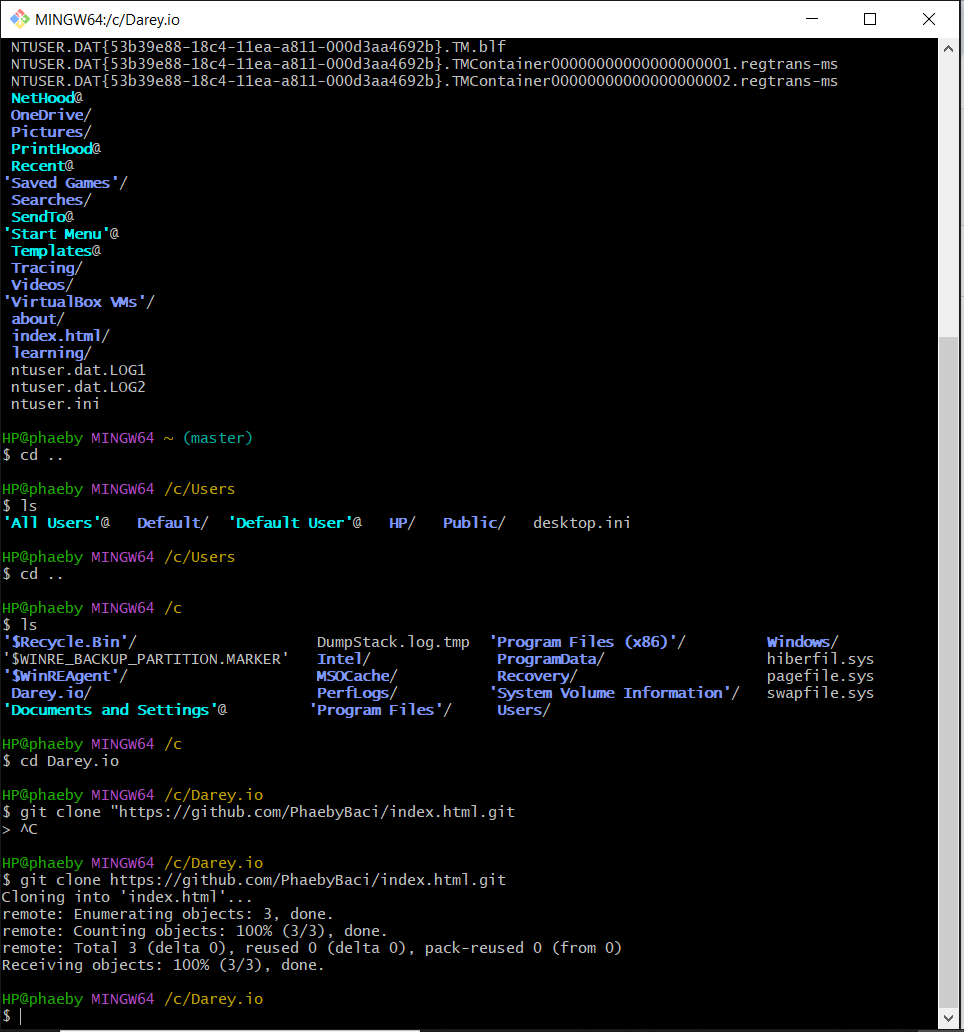 MINGW64:/c/Darey.io
NTUSER.DAT{53b39e88-18c4-11ea-a811-000d3aa4692b}.TM.blf
NTUSER.DAT{53b39e88-18c4-11ea-a811-000d3aa4692b}.TMContainer00000000000000000001.regtrans-ms
NTUSER.DAT{53b39e88-18c4-11ea-a811-000d3aa4692b}.TMContainer00000000000000000002.regtrans-ms
NetHood@
OneDrive/
Pictures/
PrintHood@
Recent@
'Saved Games'/
Searches/
SendTo@
'Start Menu'@
Templates@
Tracing/
Videos/
'VirtualBox VMs'/
about/
index.html/
learning/
ntuser.dat.LOG1
ntuser.dat.LOG2
ntuser.ini
HP@phaeby MINGW64 ~ (master)
$ cd ..
HP@phaeby MINGW64 /c/Users
$ ls
'All Users'@   Default/  'Default User'@   HP/   Public/   desktop.ini
HP@phaeby MINGW64 /c/Users
$ cd ..
HP@phaeby MINGW64 /c
$ ls
'$Recycle.Bin'/                    DumpStack.log.tmp  'Program Files (x86)'/         Windows/
'$WINRE_BACKUP_PARTITION.MARKER'   Intel/              ProgramData/                  hiberfil.sys
'$WinREAgent'/                     MSOCache/           Recovery/                     pagefile.sys
Darey.io/                         PerfLogs/          'System Volume Information'/   swapfile.sys
'Documents and Settings'@         'Program Files'/     Users/
HP@phaeby MINGW64 /c
$ cd Darey.io
HP@phaeby MINGW64 /c/Darey.io
$ git clone "https://github.com/PhaebyBaci/index.html.git
> ^C
HP@phaeby MINGW64 /c/Darey.io
$ git clone https://github.com/PhaebyBaci/index.html.git
Cloning into 'index.html'...
remote: Enumerating objects: 3, done.
remote: Counting objects: 100% (3/3), done.
remote: Total 3 (delta 0), reused 0 (delta 0), pack-reused 0 (from 0)
Receiving objects: 100% (3/3), done.
HP@phaeby MINGW64 /c/Darey.io
$